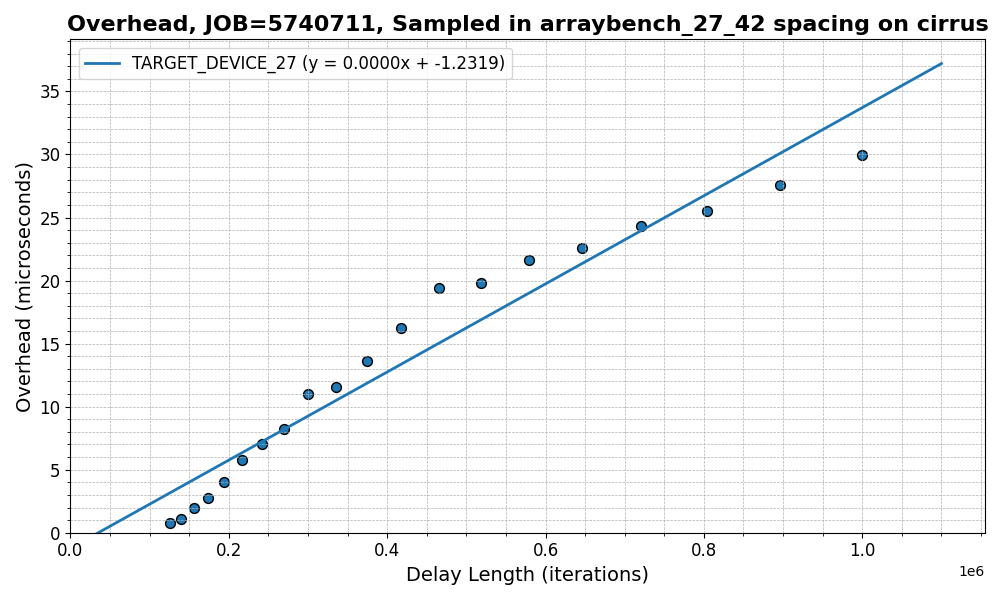 Overhead, JOB=5740711, Sampled in arraybench_27_42 spacing on cirrus
TARGET_DEVICE_27 (y = 0.0000x + -1.2319)
Overhead (microseconds)
35
30
25
20
15
10
5
0
0.0 0.2 0.4 0.6 0.8 1.0
1e6
Delay Length (iterations)